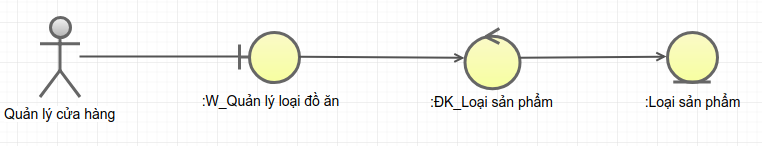 Quản lý cửa hàng
:W_Quản lý loại đồ ăn
:ĐK_Loại sản phẩm
:Loại sản phẩm